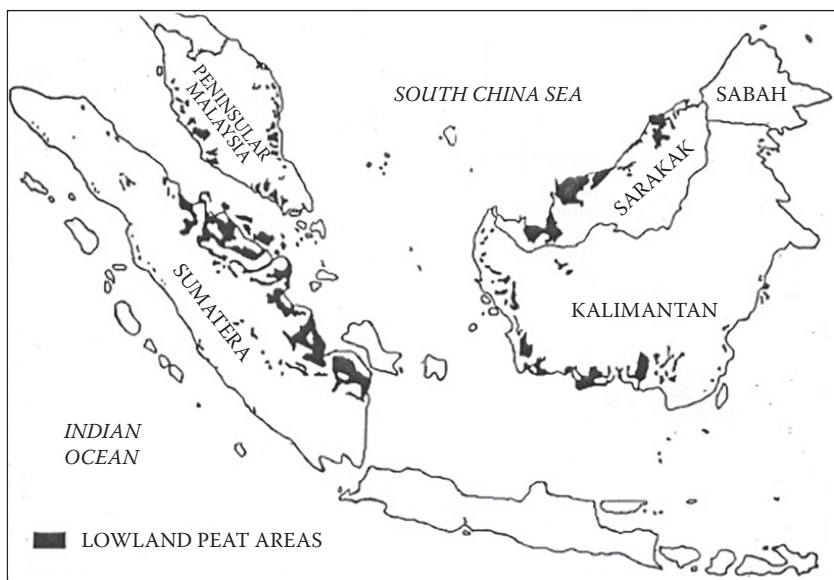 PENINSULAR
MALAYSIA
SOUTH CHINA SEA
SABAH
SARAKAK
SUMATERA
KALIMANTAN
INDIAN
OCEAN
LOWLAND PEAT AREAS